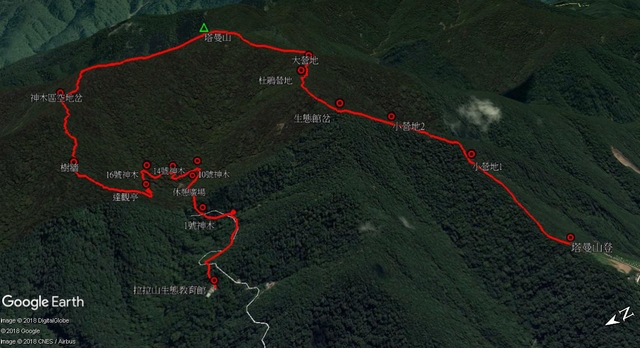 塔曼山
大營地
杜鵑營地
神木區空地岔
生態館岔
小營地2
小營地1
樹牆
16號神木
14號神木
10號神木
達觀亭
休憩廣場
1號神木
塔曼山登
拉拉山生態教育館
Google Earth
Image © 2018 DigitalGlobe
© 2018 Google
Image © 2018 CNES / Airbus
N